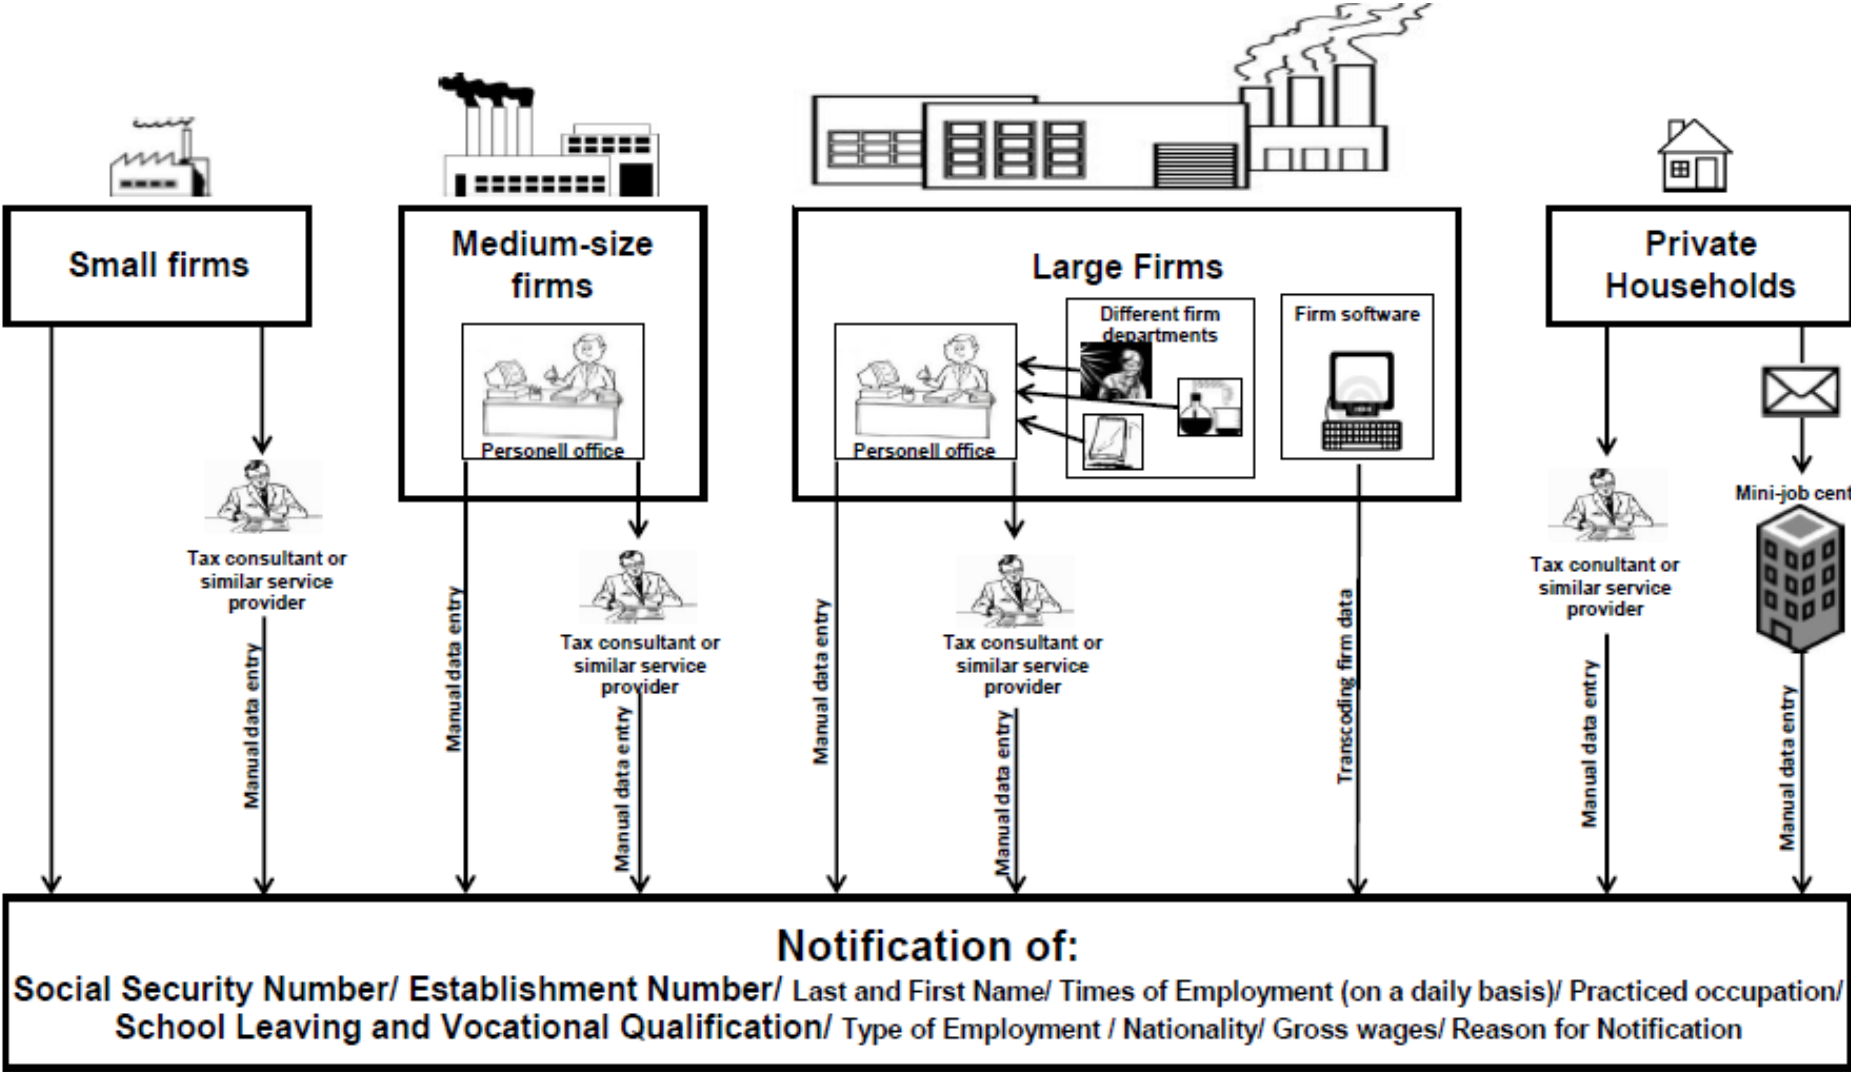 Small firms
Medium-size
firms
Personell office
Large Firms
Personell office
Different firm
departments
Firm software
Private
Households
Tax consultant or
similar service
provider
Manual data entry
Manual data entry
Tax consultant or
similar service
provider
Manual data entry
Manual data entry
Tax consultant or
similar service
provider
Manual data entry
Transcoding firm data
Tax conultant or
similar service
provider
Manual data entry
Mini-job cent
Manual data entry
Notification of:
Social Security Number/ Establishment Number/ Last and First Name/ Times of Employment (on a daily basis)/ Practiced occupation/
School Leaving and Vocational Qualification/ Type of Employment / Nationality/ Gross wages/ Reason for Notification